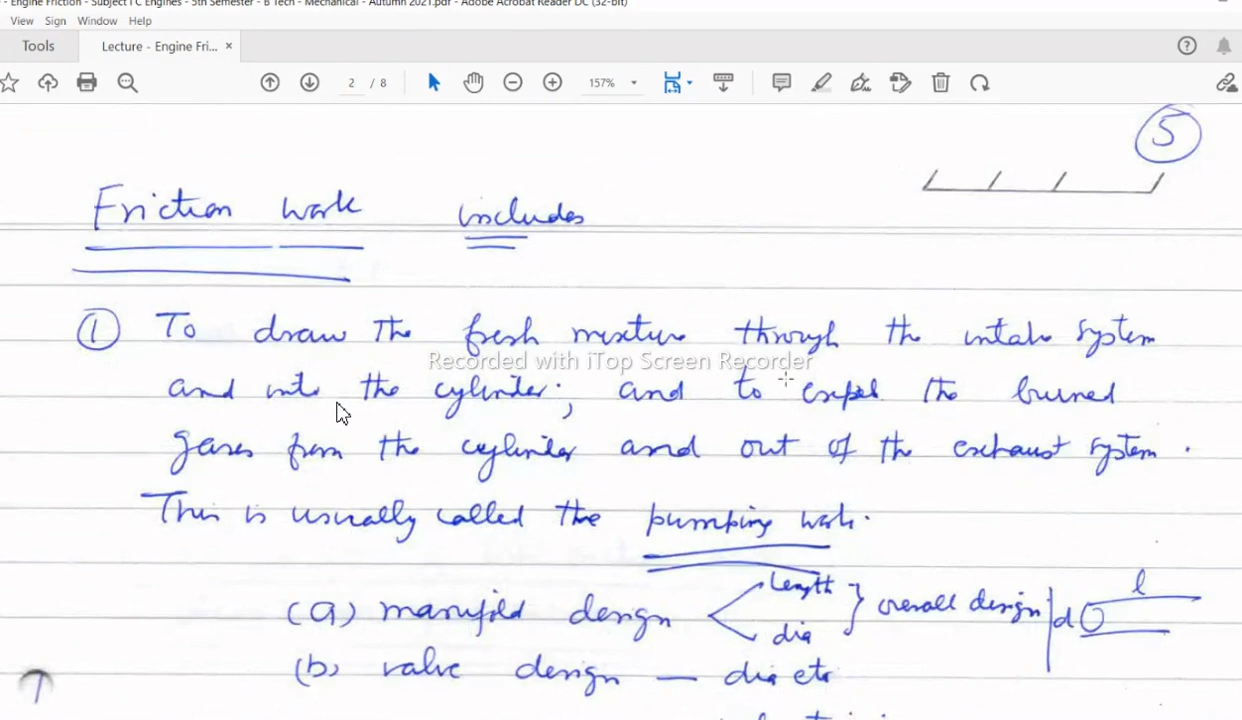 - Engine Friction - Subject I C Engines - 5th Semester - B Tech - Mechanical - Autumn 2021.pdf - Adobe Acrobat Reader DC (32-bit)
View Sign Window Help
Tools Lecture - Engine Fri... ×
2 / 8 157%
5
Friction work includes
1 To draw the fresh mixture through the intake system
Recorded with iTop Screen Recorder
and into the cylinder; and to expel the burned
gases from the cylinder and out of the exhaust system.
This is usually called the pumping work.
(a) manifold design length dia } overall design d l
(b) valve design — dia etc